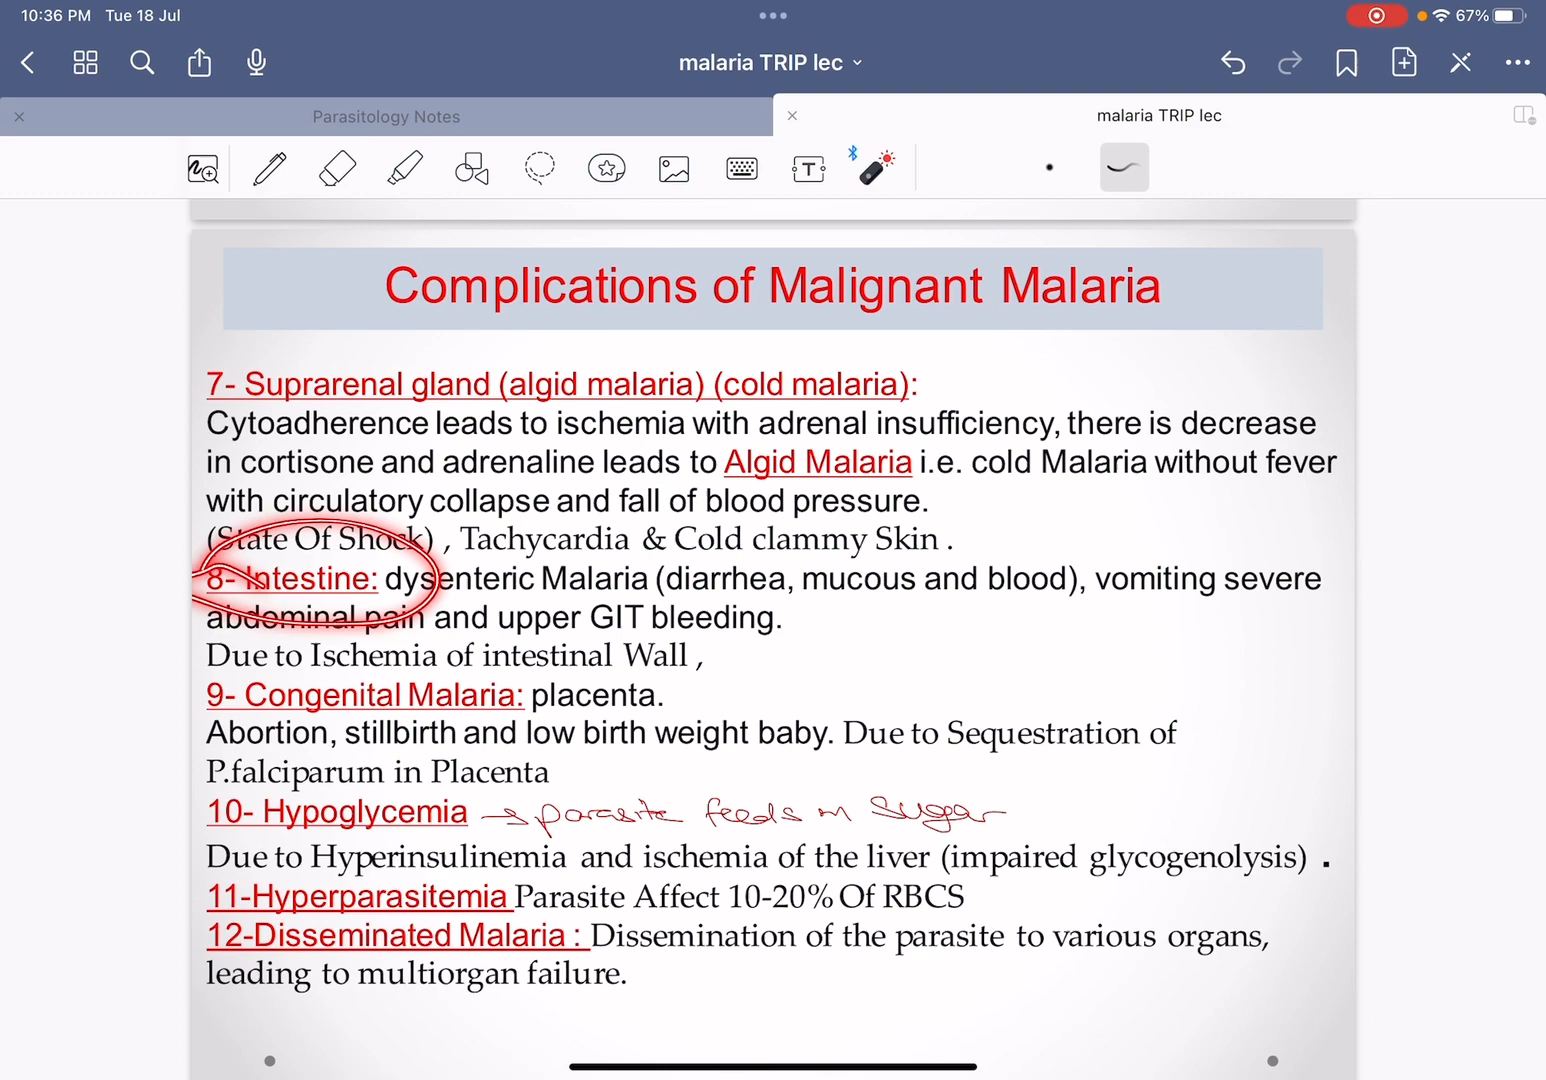 10:36 PM Tue 18 Jul
67%
malaria TRIP lec
Parasitology Notes
malaria TRIP lec
T
Complications of Malignant Malaria
7- Suprarenal gland (algid malaria) (cold malaria):
Cytoadherence leads to ischemia with adrenal insufficiency, there is decrease
in cortisone and adrenaline leads to Algid Malaria i.e. cold Malaria without fever
with circulatory collapse and fall of blood pressure.
(State Of Shock) , Tachycardia & Cold clammy Skin .
8- Intestine: dysenteric Malaria (diarrhea, mucous and blood), vomiting severe
abdominal pain and upper GIT bleeding.
Due to Ischemia of intestinal Wall ,
9- Congenital Malaria: placenta.
Abortion, stillbirth and low birth weight baby. Due to Sequestration of
P.falciparum in Placenta
10- Hypoglycemia → parasite feeds on sugar
Due to Hyperinsulinemia and ischemia of the liver (impaired glycogenolysis) .
11-Hyperparasitemia Parasite Affect 10-20% Of RBCS
12-Disseminated Malaria : Dissemination of the parasite to various organs,
leading to multiorgan failure.